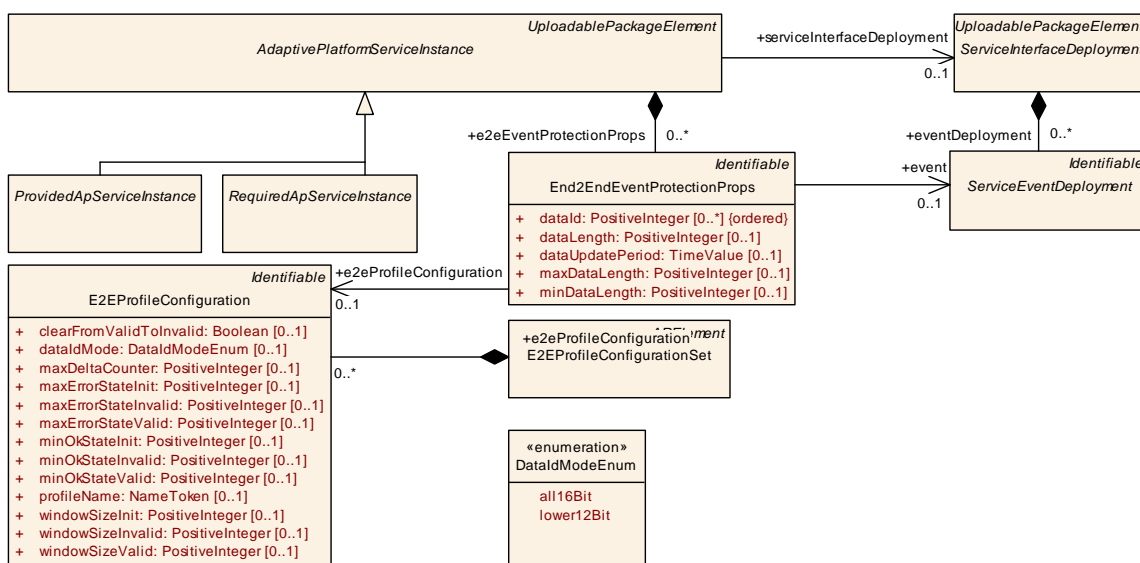 UploadablePackageElement
AdaptivePlatformServiceInstance
+serviceInterfaceDeployment
0..1
UploadablePackageElement
ServiceInterfaceDeployment
+e2eEventProtectionProps
0..*
+eventDeployment
0..*
ProvidedApServiceInstance
RequiredApServiceInstance
Identifiable
End2EndEventProtectionProps
+ dataId: PositiveInteger [0..*] {ordered}
+ dataLength: PositiveInteger [0..1]
+ dataUpdatePeriod: TimeValue [0..1]
+ maxDataLength: PositiveInteger [0..1]
+ minDataLength: PositiveInteger [0..1]
+event
0..1
Identifiable
ServiceEventDeployment
+e2eProfileConfiguration
0..1
Identifiable
E2EProfileConfiguration
+ clearFromValidToInvalid: Boolean [0..1]
+ dataIdMode: DataIdModeEnum [0..1]
+ maxDeltaCounter: PositiveInteger [0..1]
+ maxErrorStateInit: PositiveInteger [0..1]
+ maxErrorStateInvalid: PositiveInteger [0..1]
+ maxErrorStateValid: PositiveInteger [0..1]
+ minOkStateInit: PositiveInteger [0..1]
+ minOkStateInvalid: PositiveInteger [0..1]
+ minOkStateValid: PositiveInteger [0..1]
+ profileName: NameToken [0..1]
+ windowSizeInit: PositiveInteger [0..1]
+ windowSizeInvalid: PositiveInteger [0..1]
+ windowSizeValid: PositiveInteger [0..1]
0..*
+e2eProfileConfiguration
E2EProfileConfigurationSet
«enumeration»
DataIdModeEnum
all16Bit
lower12Bit